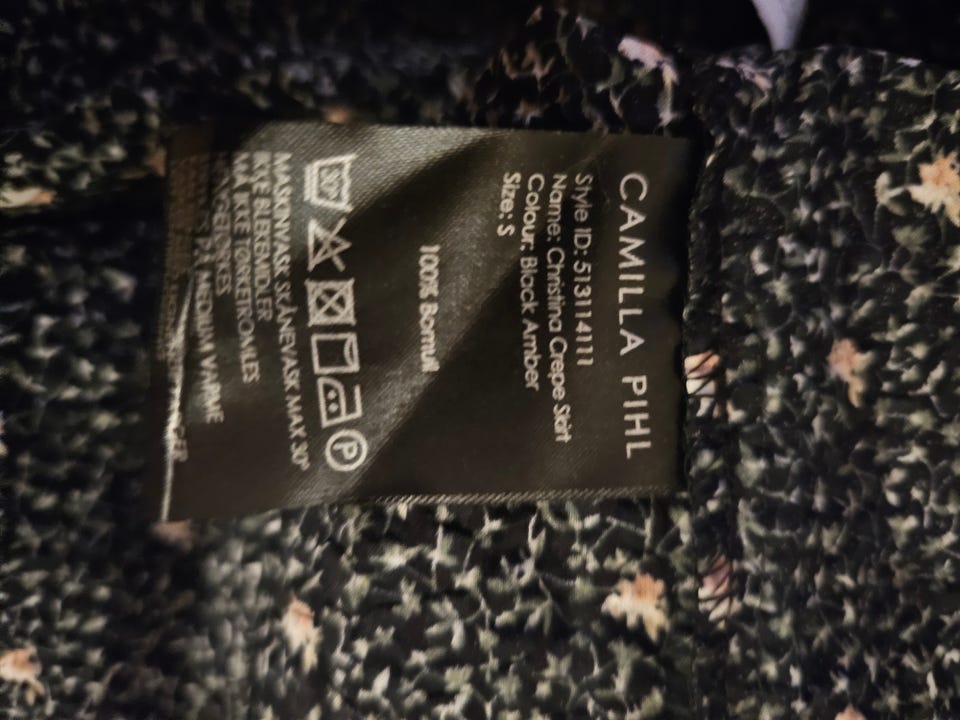 CAMILLA PIHL
Style ID: 513114111
Name: Christina Crepe Skirt
Colour: Black Amber
Size: S
100% Bomull
30°
P
MASKINVASK SKÅNEVASK MAX 30°
IKKE BLEKEMIDLER
MÅ IKKE TØRKETROMLES
PÅ MEDIUM VARME